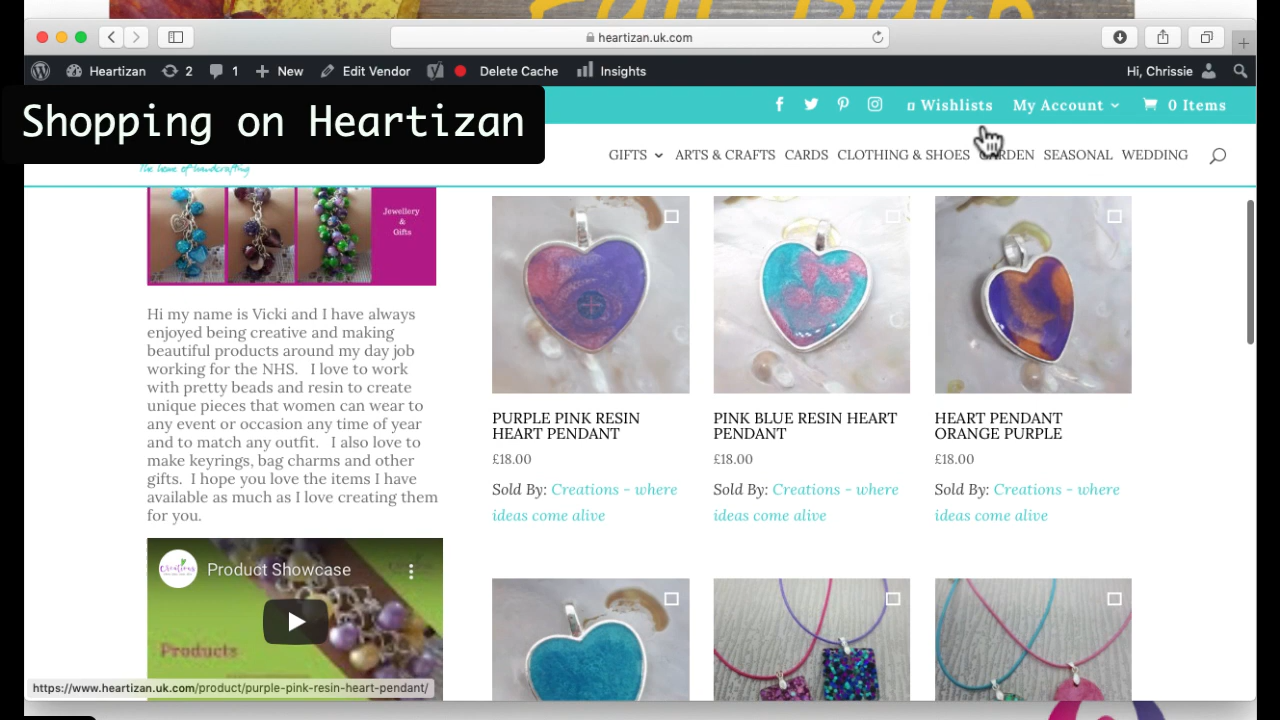 Fall Back
heartizan.uk.com
Heartizan 2 1 New Edit Vendor Delete Cache Insights Hi, Chrissie
Shopping on Heartizan
Wishlists My Account 0 Items
The home of handcrafting
GIFTS ARTS & CRAFTS CARDS CLOTHING & SHOES GARDEN SEASONAL WEDDING
Jewellery
&
Gifts
Hi my name is Vicki and I have always
enjoyed being creative and making
beautiful products around my day job
working for the NHS. I love to work
with pretty beads and resin to create
unique pieces that women can wear to
any event or occasion any time of year
and to match any outfit. I also love to
make keyrings, bag charms and other
gifts. I hope you love the items I have
available as much as I love creating them
for you.
Creations
Product Showcase
Products
PURPLE PINK RESIN
HEART PENDANT
£18.00
Sold By: Creations - where
ideas come alive
PINK BLUE RESIN HEART
PENDANT
£18.00
Sold By: Creations - where
ideas come alive
HEART PENDANT
ORANGE PURPLE
£18.00
Sold By: Creations - where
ideas come alive
https://www.heartizan.uk.com/product/purple-pink-resin-heart-pendant/